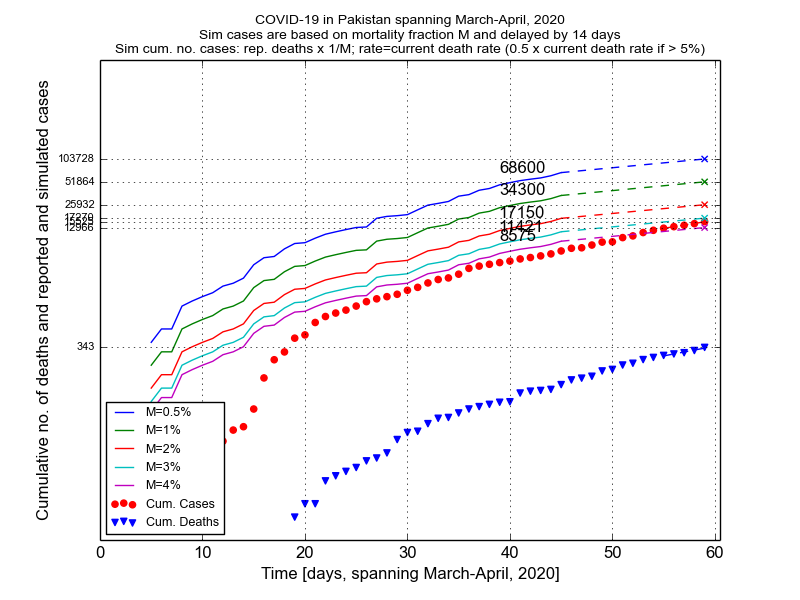 COVID-19 in Pakistan spanning March-April, 2020
Sim cases are based on mortality fraction M and delayed by 14 days
Sim cum. no. cases: rep. deaths x 1/M; rate=current death rate (0.5 x current death rate if > 5%)
Cumulative no. of deaths and reported and simulated cases
103728
51864
25932
17270
12966
343
68600
34300
17150
11421
8575
M=0.5%
M=1%
M=2%
M=3%
M=4%
Cum. Cases
Cum. Deaths
0 10 20 30 40 50 60
Time [days, spanning March-April, 2020]